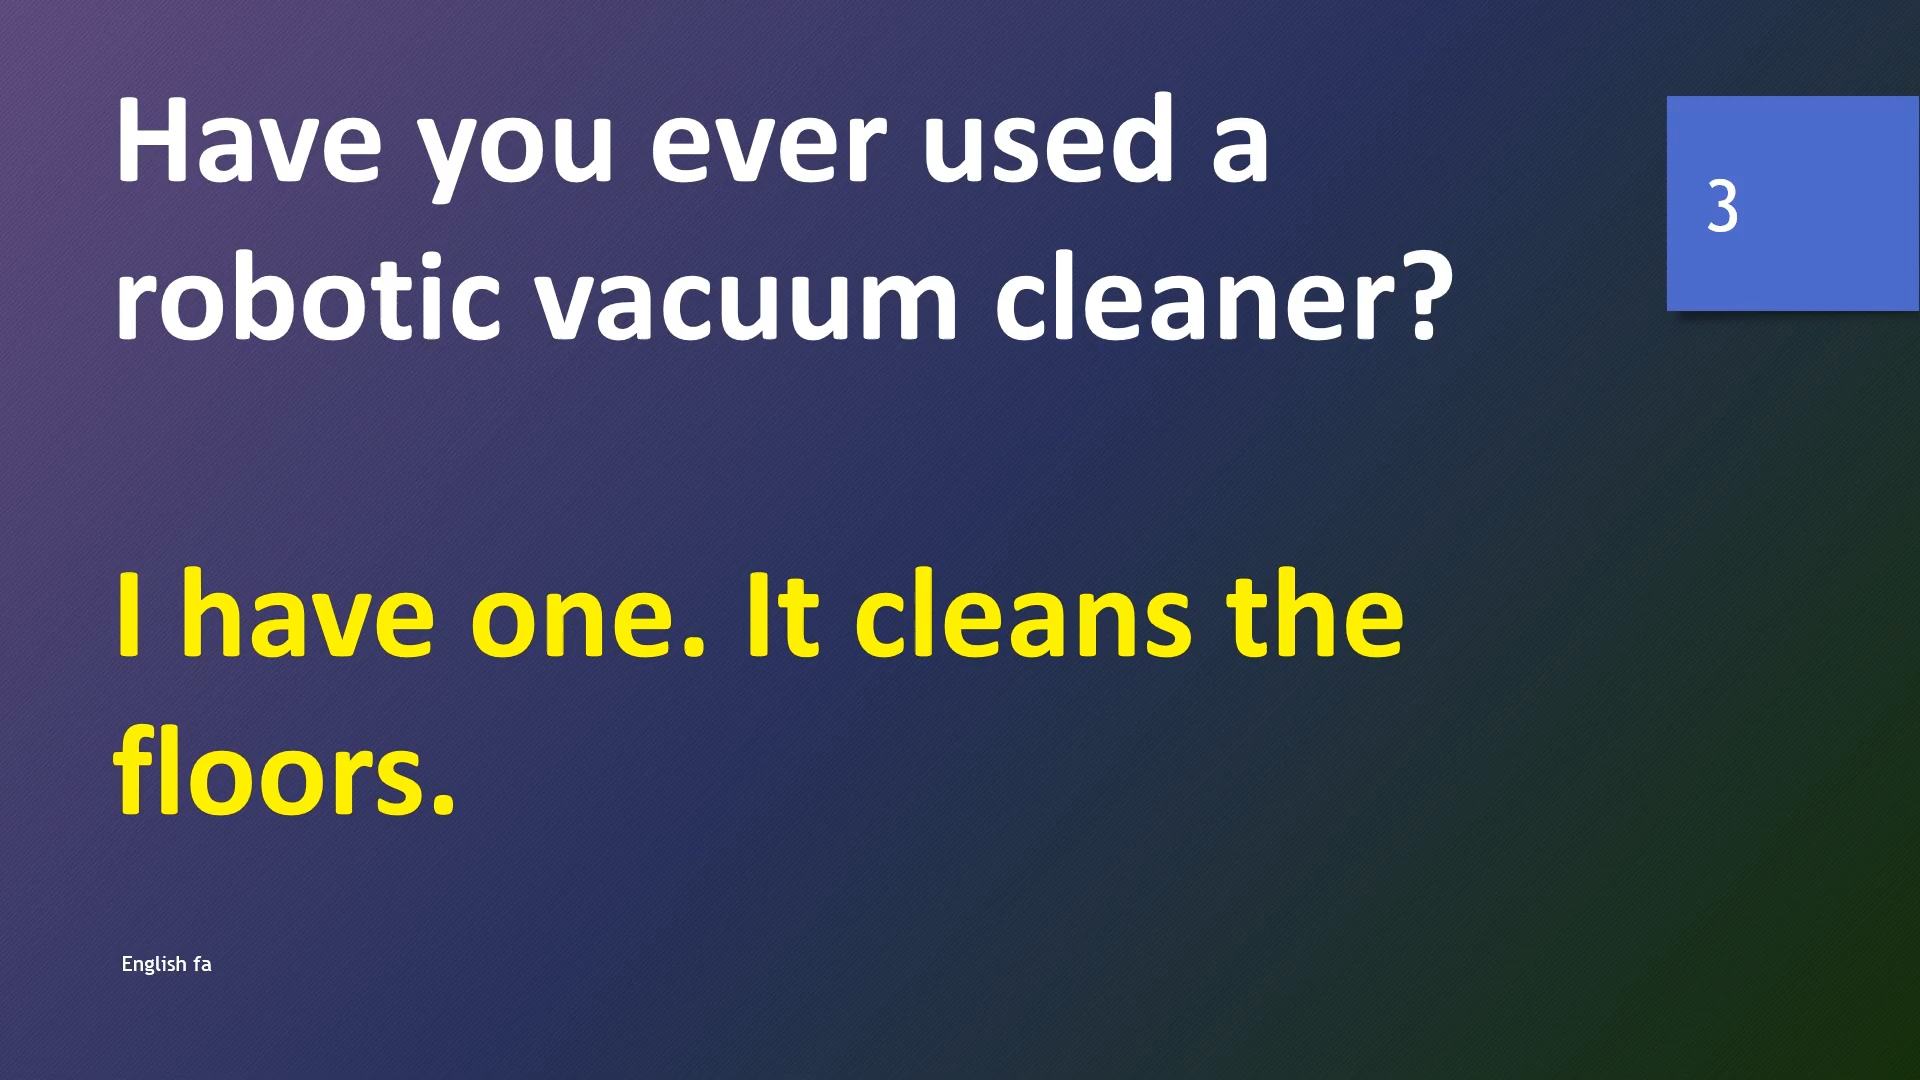 Have you ever used a
robotic vacuum cleaner?
3
I have one. It cleans the
floors.
English fa